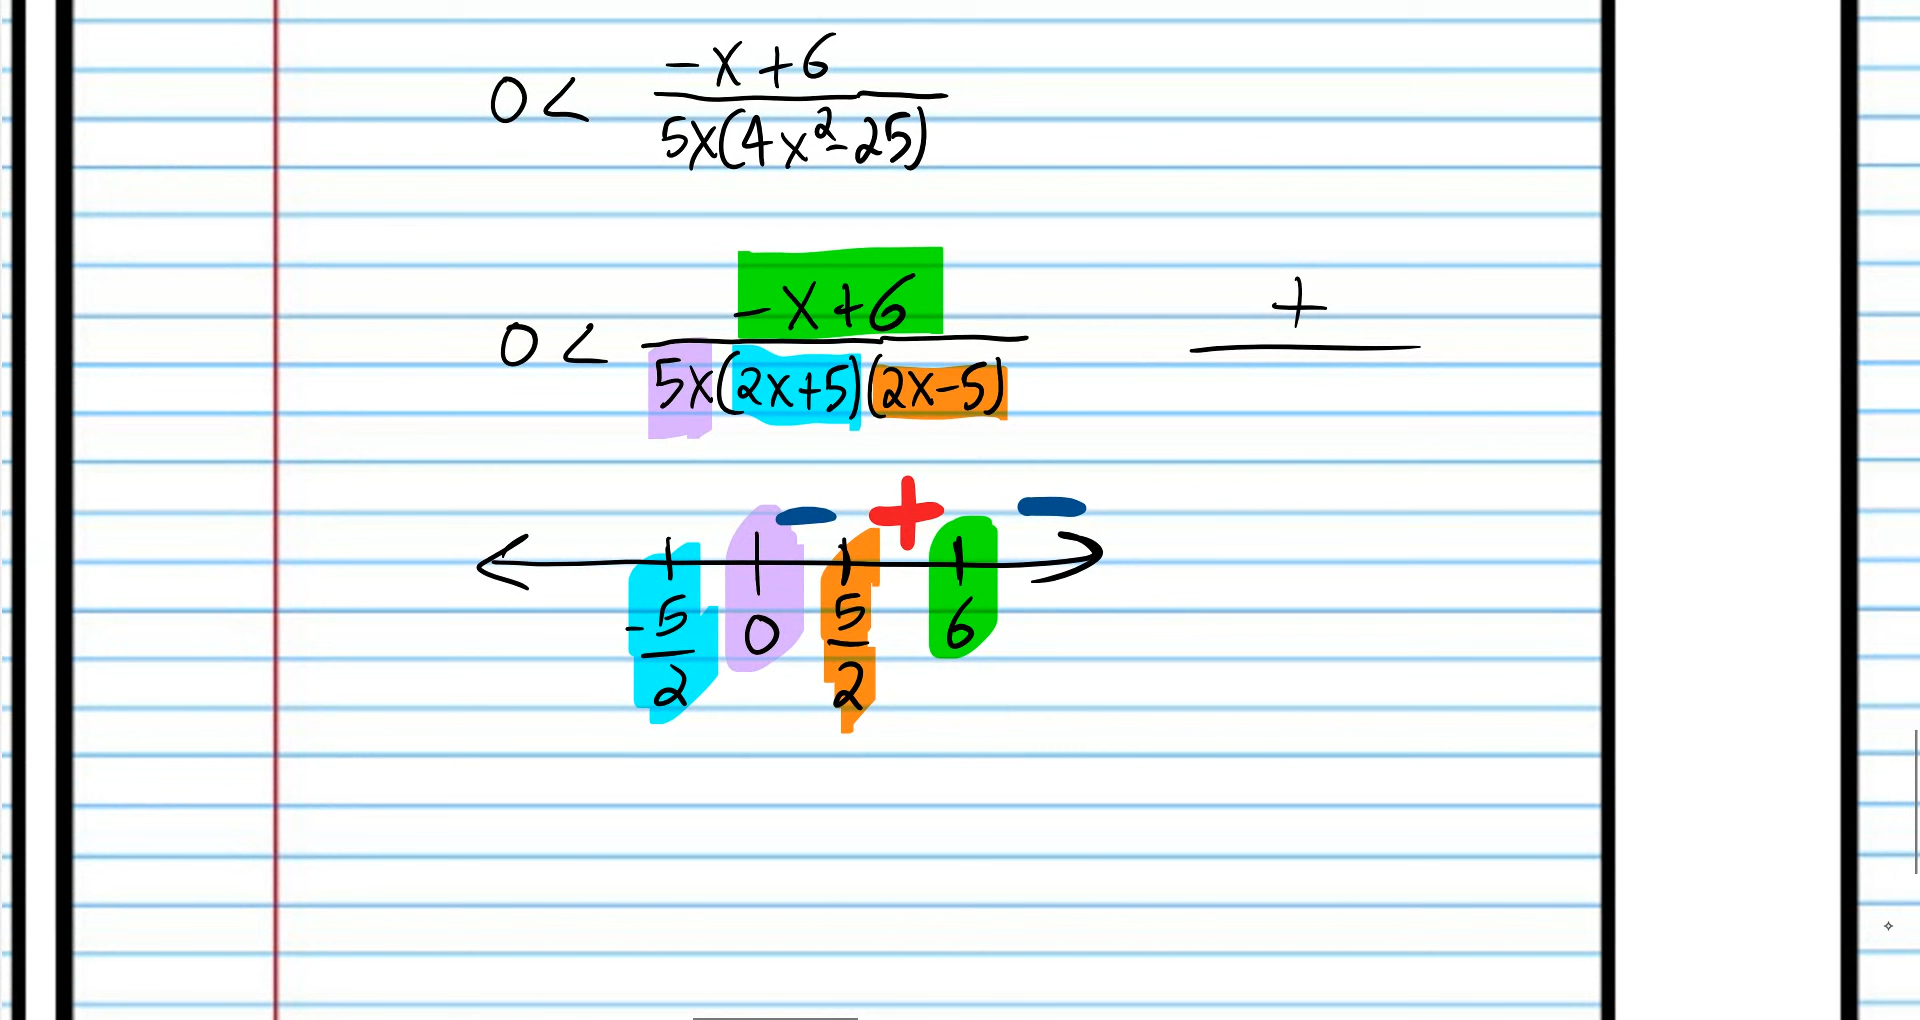 0 < -x+6 / 5x(4x²-25)
0 < -x+6 / 5x(2x+5)(2x-5)
+
- + -
-5/2 0 5/2 6